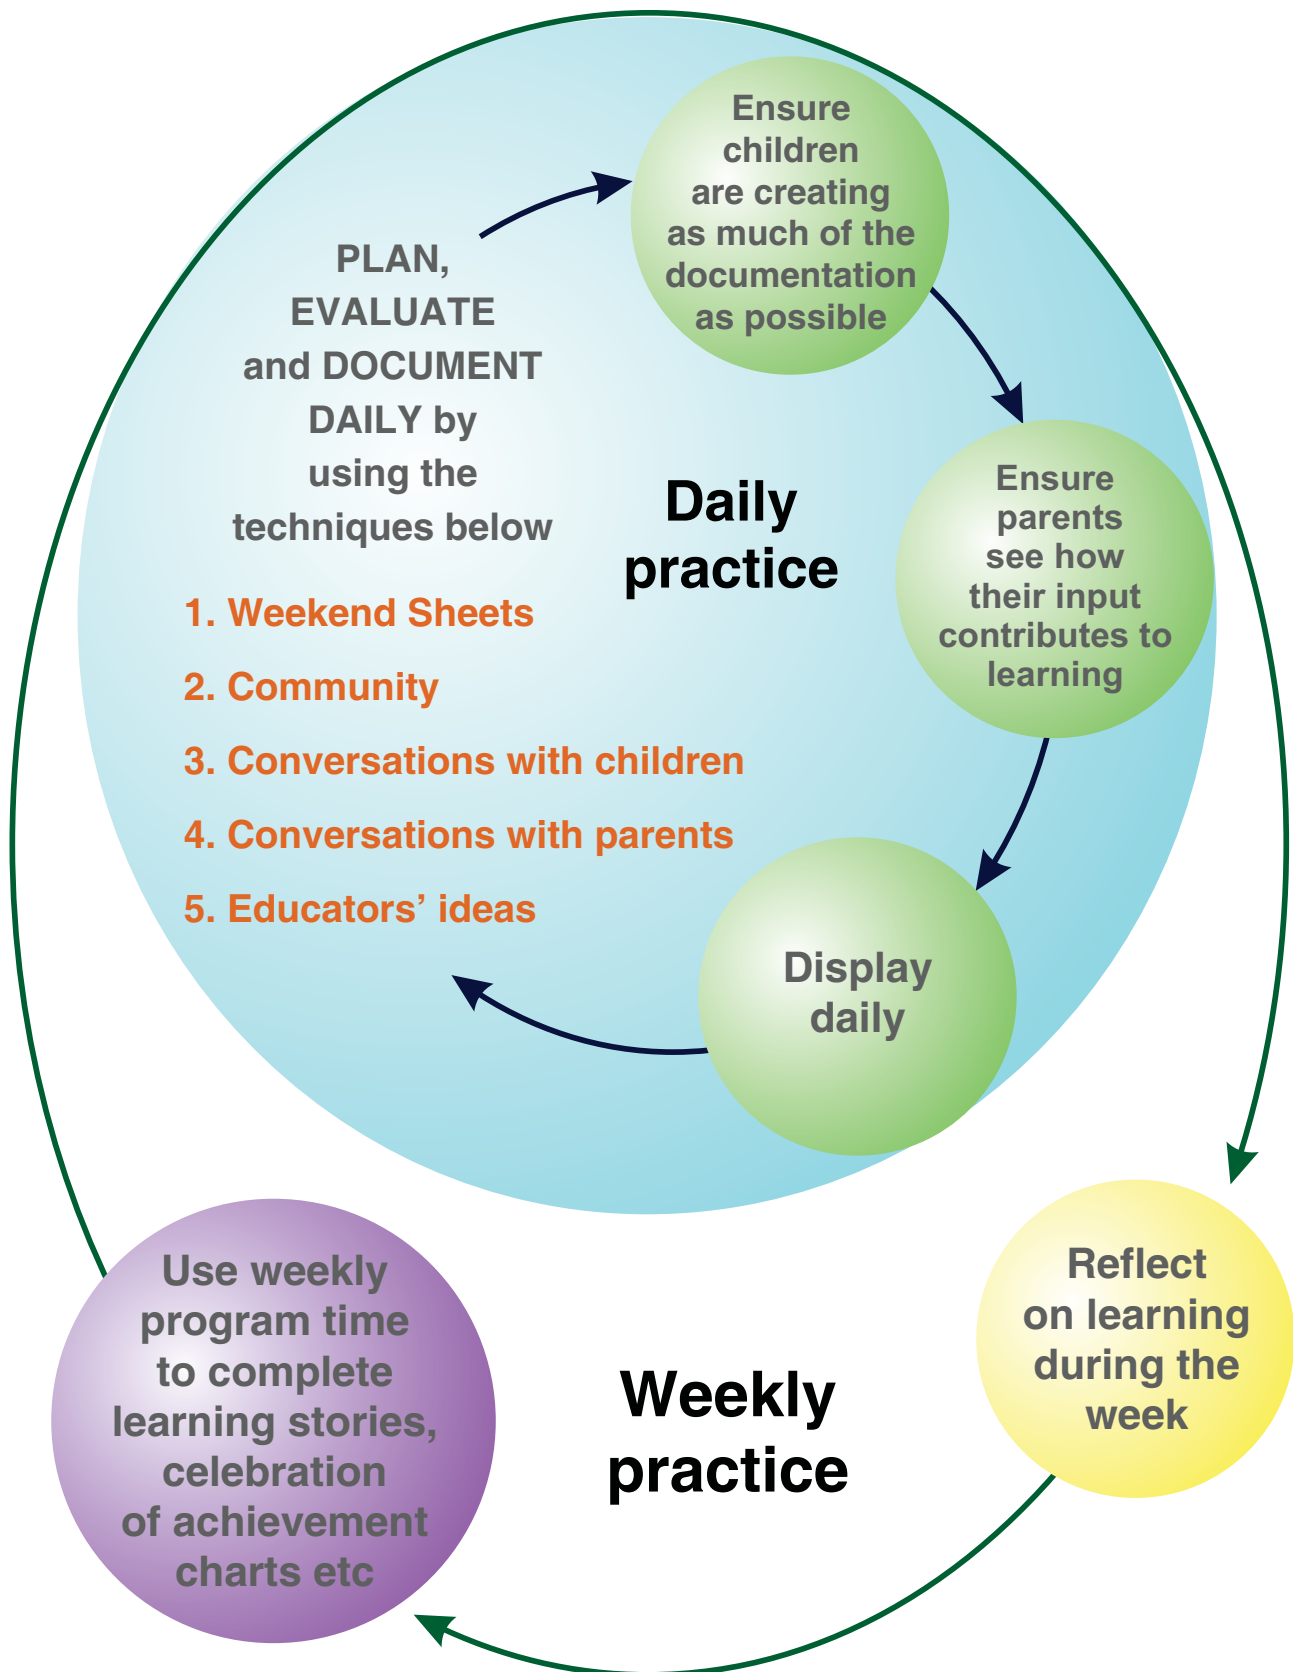 Ensure
children
are creating
as much of the
documentation
as possible
PLAN,
EVALUATE
and DOCUMENT
DAILY by
using the
techniques below
Daily
practice
Ensure
parents
see how
their input
contributes to
learning
1. Weekend Sheets
2. Community
3. Conversations with children
4. Conversations with parents
5. Educators’ ideas
Display
daily
Use weekly
program time
to complete
learning stories,
celebration
of achievement
charts etc
Weekly
practice
Reflect
on learning
during the
week